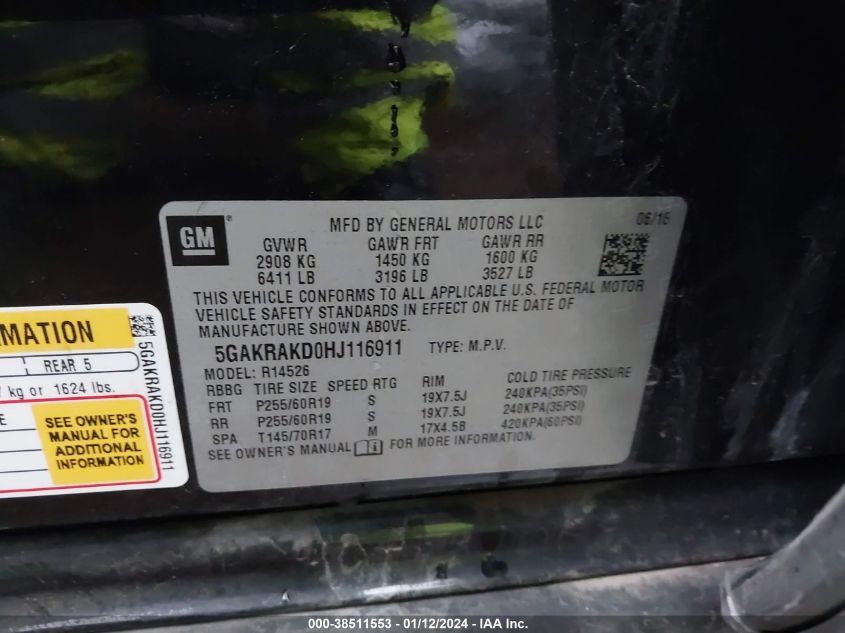 GM ®
MFD BY GENERAL MOTORS LLC 06/16
GVWR GAWR FRT GAWR RR
2908 KG 1450 KG 1600 KG
6411 LB 3196 LB 3527 LB
THIS VEHICLE CONFORMS TO ALL APPLICABLE U.S. FEDERAL MOTOR
VEHICLE SAFETY STANDARDS IN EFFECT ON THE DATE OF
MANUFACTURE SHOWN ABOVE.
5GAKRAKD0HJ116911 TYPE: M.P.V.
MODEL: R14526
RBBG TIRE SIZE SPEED RTG RIM COLD TIRE PRESSURE
FRT P255/60R19 S 19X7.5J 240KPA(35PSI)
RR P255/60R19 S 19X7.5J 240KPA(35PSI)
SPA T145/70R17 M 17X4.5B 420KPA(60PSI)
SEE OWNER'S MANUAL FOR MORE INFORMATION.
MATION
REAR 5
kg or 1624 lbs.
SEE OWNER'S
MANUAL FOR
ADDITIONAL
INFORMATION
5GAKRAKD0HJ116911
000-38511553 - 01/12/2024 - IAA Inc.